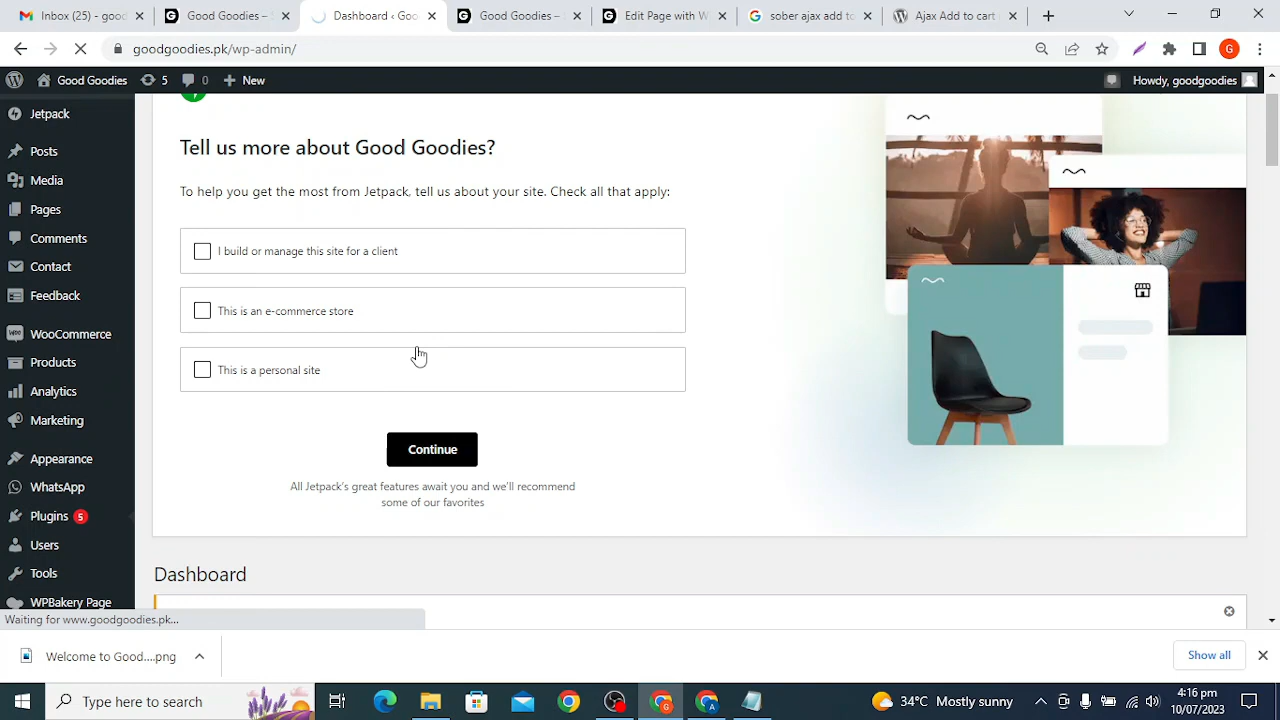 Inbox (25) - good
Good Goodies -
Dashboard ‹ Goo
Good Goodies –
Edit Page with W
sober ajax add to
Ajax Add to cart
goodgoodies.pk/wp-admin/
G
Good Goodies
5
0
New
Howdy, goodgoodies
Jetpack
Posts
Media
Pages
Comments
Contact
Feedback
WooCommerce
Products
Analytics
Marketing
Appearance
WhatsApp
Plugins 5
Users
Tools
WPBakery Page
Tell us more about Good Goodies?
To help you get the most from Jetpack, tell us about your site. Check all that apply:
I build or manage this site for a client
This is an e-commerce store
This is a personal site
Continue
All Jetpack's great features await you and we'll recommend
some of our favorites
Dashboard
Waiting for www.goodgoodies.pk...
Welcome to Good....png
Show all
Type here to search
34°C Mostly sunny
4:16 pm
10/07/2023